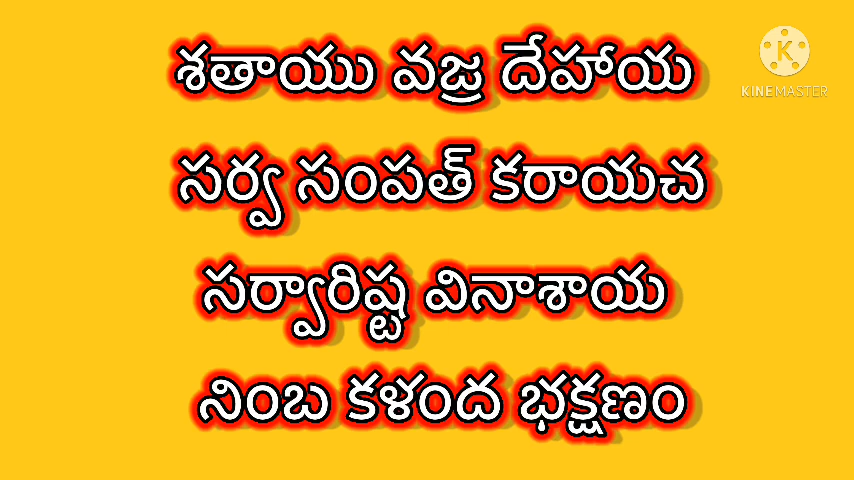 శతాయు వజ్ర దేహాయ
సర్వ సంపత్ కరాయచ
సర్వారిష్ట వినాశాయ
నింబ కళంద భక్షణం
KINEMASTER